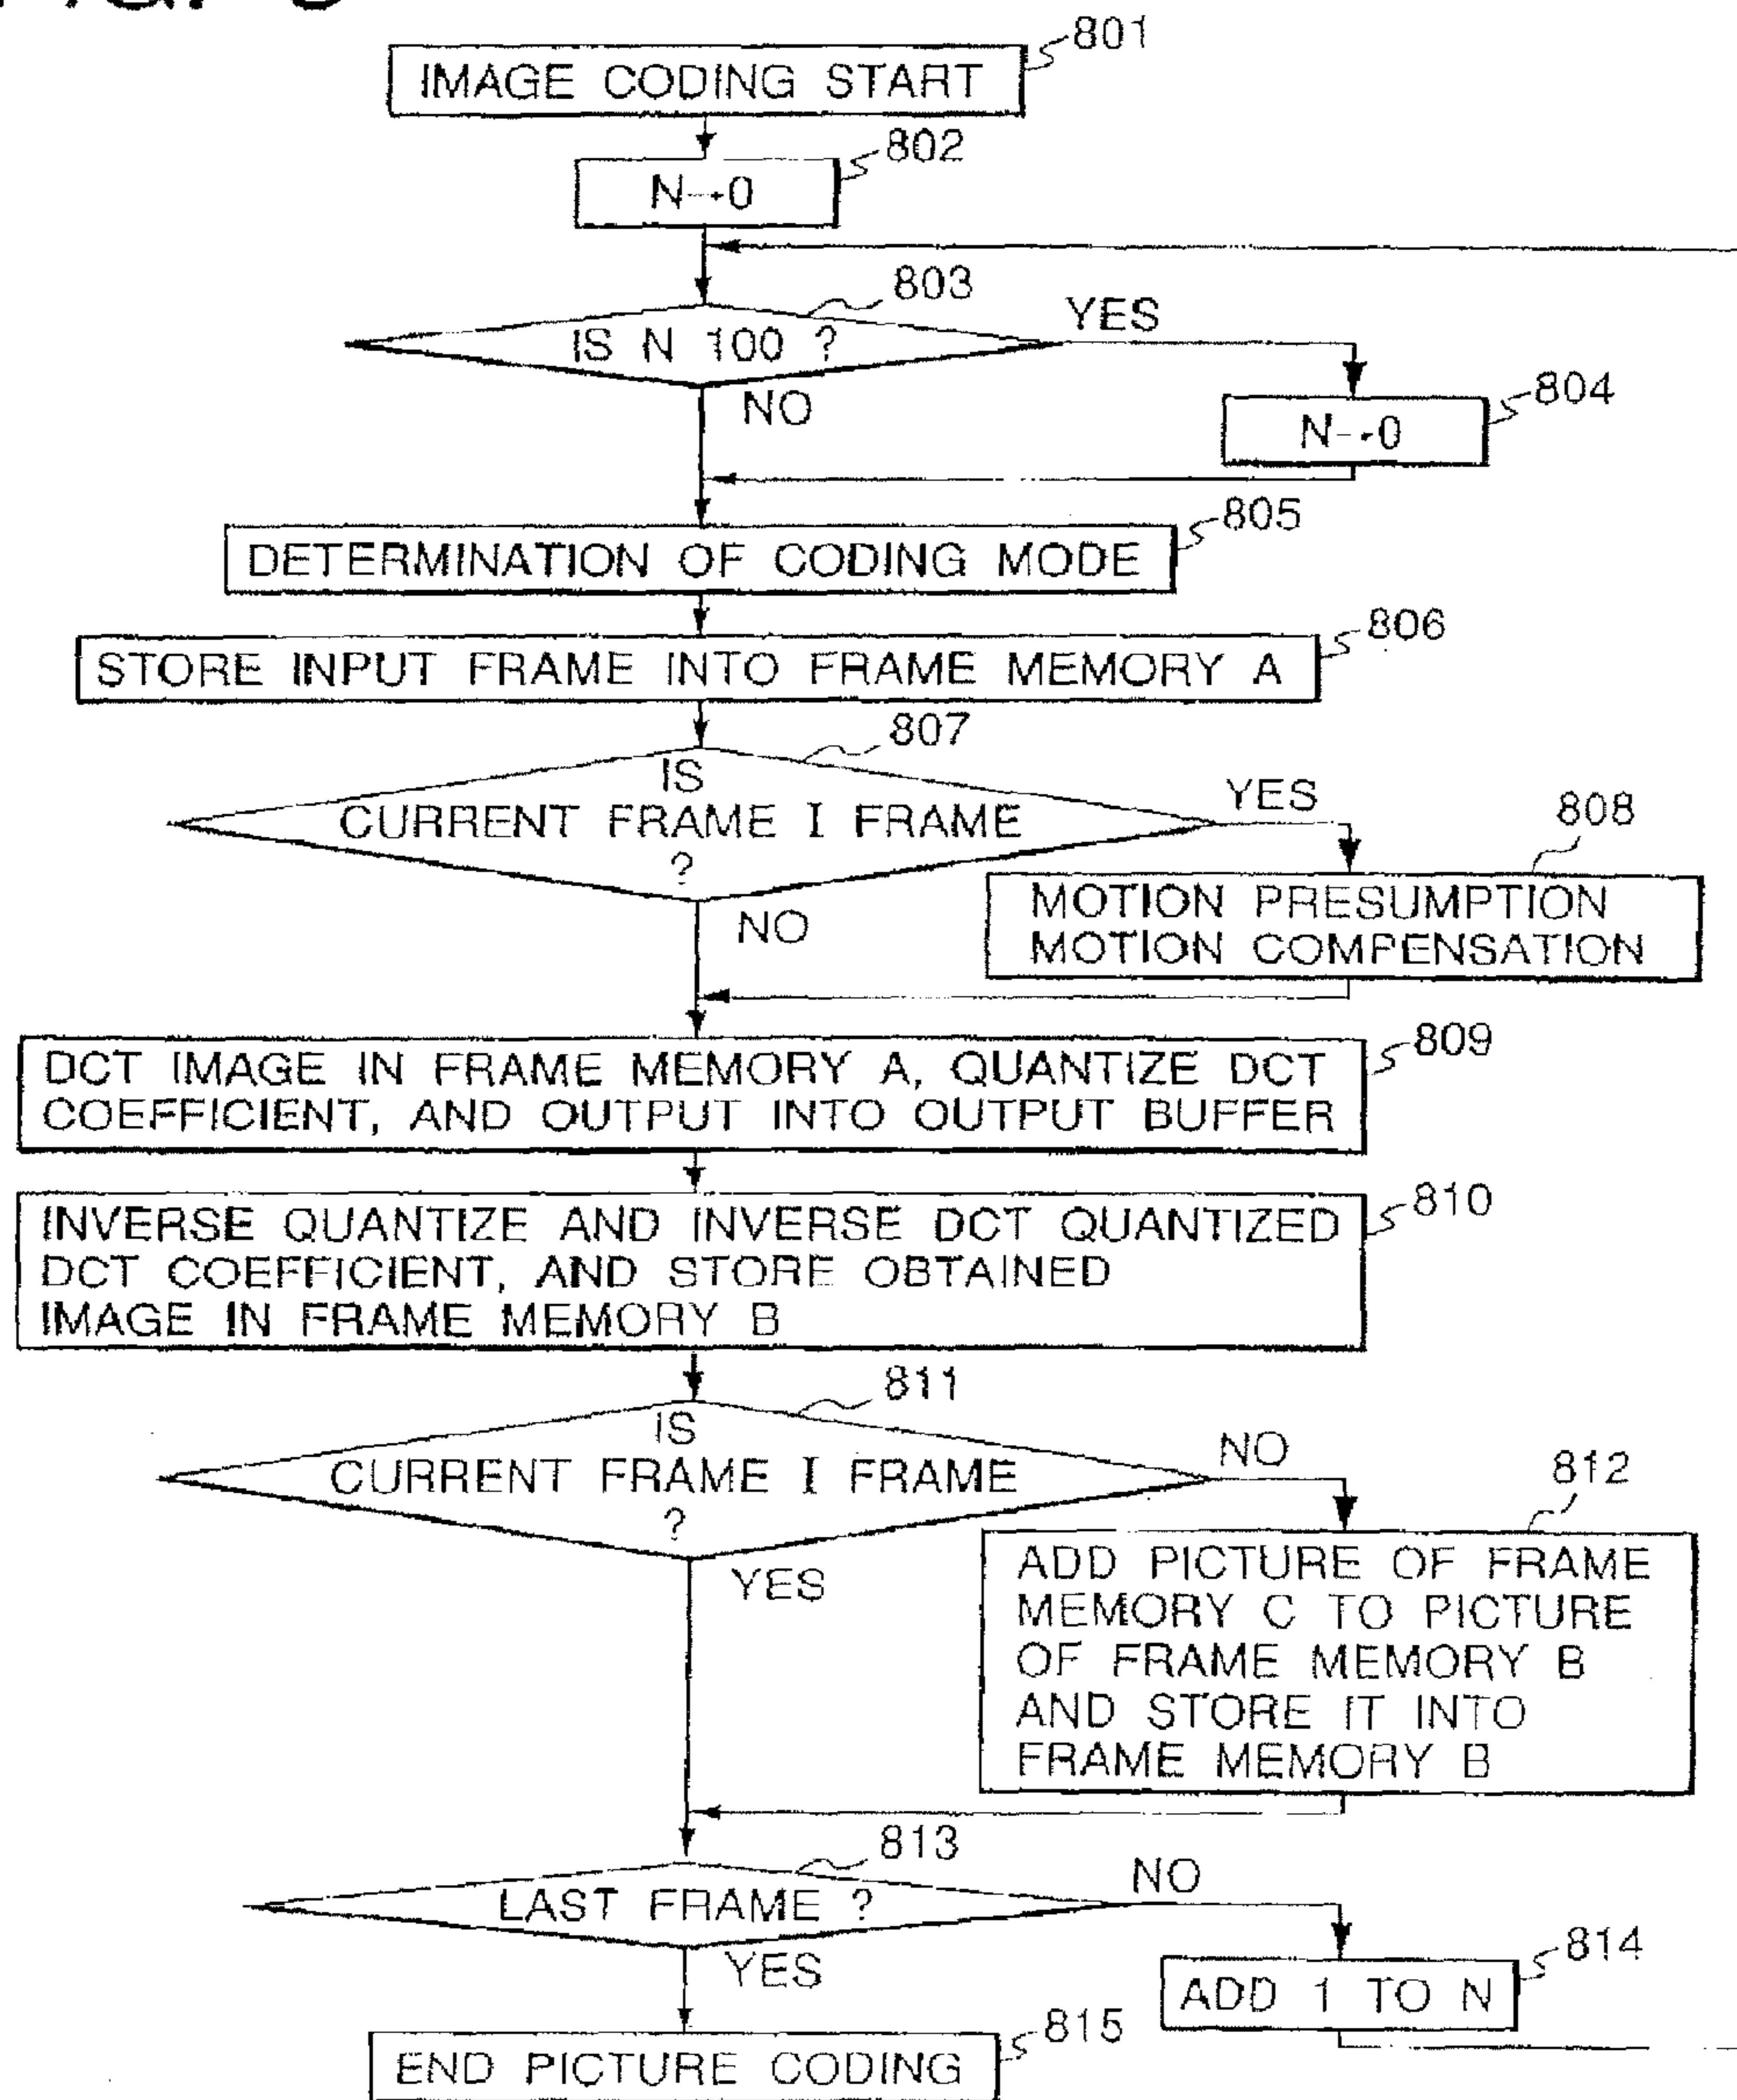 801
IMAGE CODING START
802
N→0
803
IS N 100 ?
YES
NO
804
N→0
805
DETERMINATION OF CODING MODE
806
STORE INPUT FRAME INTO FRAME MEMORY A
807
IS
CURRENT FRAME I FRAME
?
YES
NO
808
MOTION PRESUMPTION
MOTION COMPENSATION
809
DCT IMAGE IN FRAME MEMORY A, QUANTIZE DCT
COEFFICIENT, AND OUTPUT INTO OUTPUT BUFFER
810
INVERSE QUANTIZE AND INVERSE DCT QUANTIZED
DCT COEFFICIENT, AND STORE OBTAINED
IMAGE IN FRAME MEMORY B
811
IS
CURRENT FRAME I FRAME
?
NO
YES
812
ADD PICTURE OF FRAME
MEMORY C TO PICTURE
OF FRAME MEMORY B
AND STORE IT INTO
FRAME MEMORY B
813
LAST FRAME ?
NO
YES
814
ADD 1 TO N
815
END PICTURE CODING